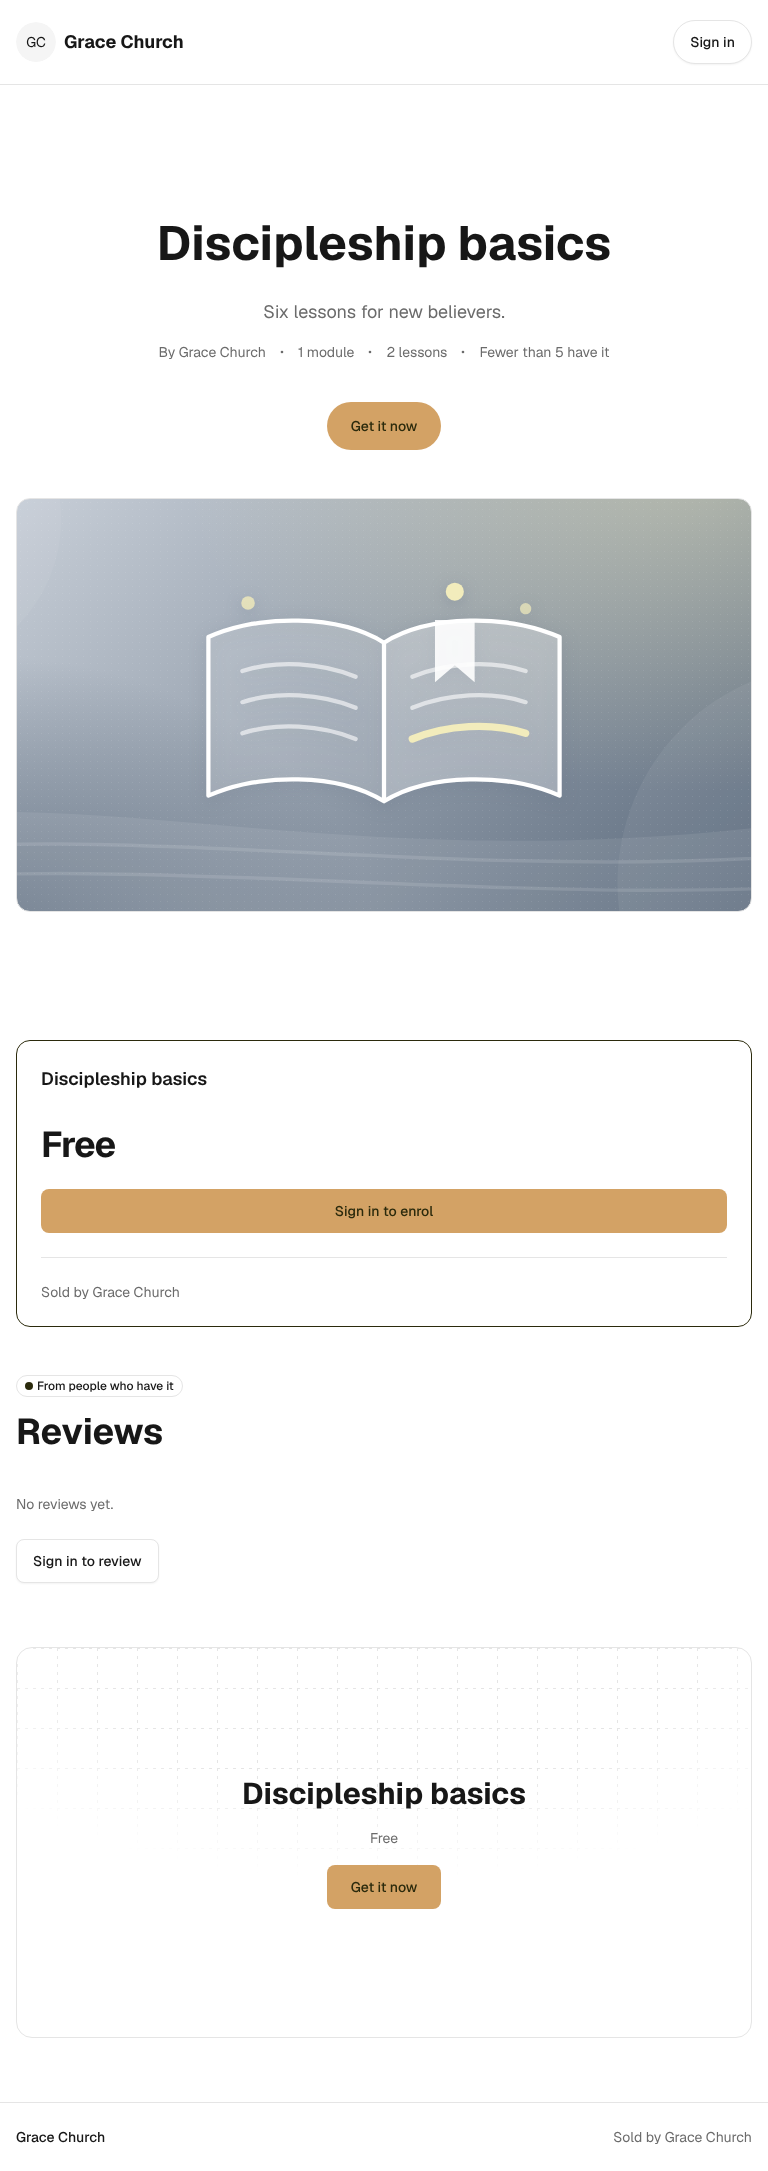 GC Grace Church Sign in
Discipleship basics
Six lessons for new believers.
By Grace Church • 1 module • 2 lessons • Fewer than 5 have it
Get it now
Discipleship basics
Free
Sign in to enrol
Sold by Grace Church
From people who have it
Reviews
No reviews yet.
Sign in to review
Discipleship basics
Free
Get it now
Grace Church Sold by Grace Church